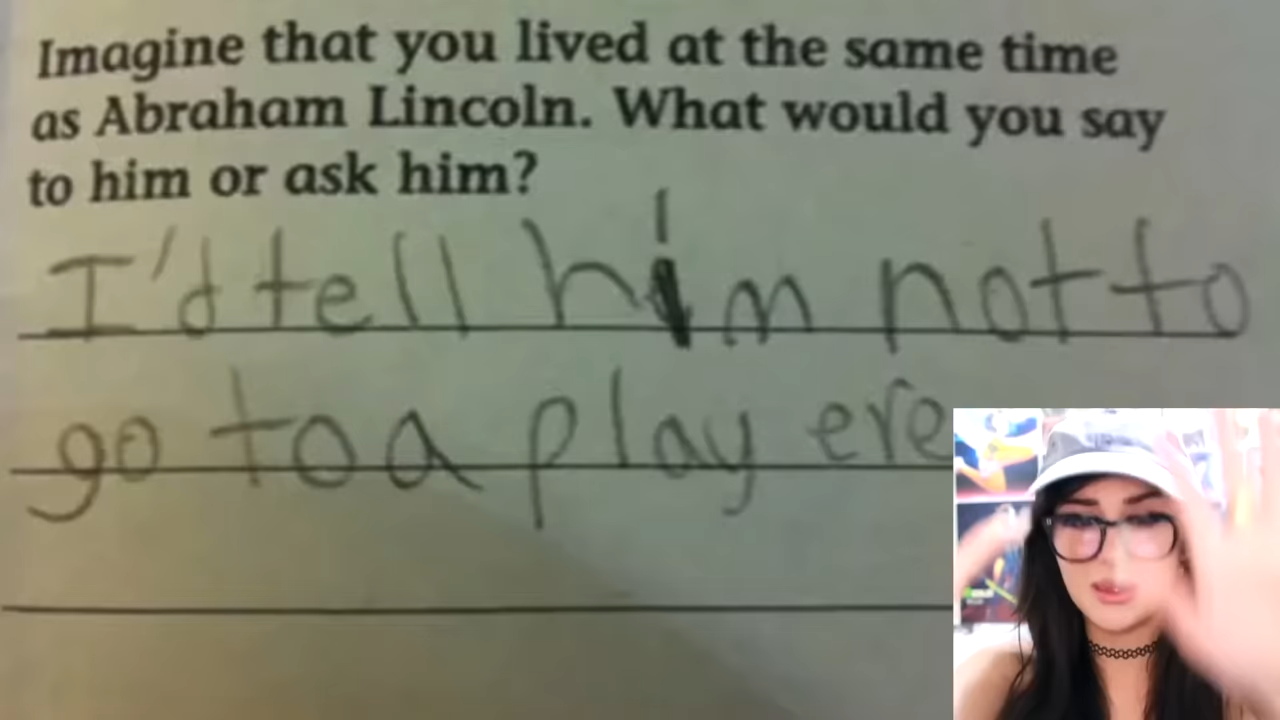 Imagine that you lived at the same time
as Abraham Lincoln. What would you say
to him or ask him?
I'd tell him not to
go to a play ere